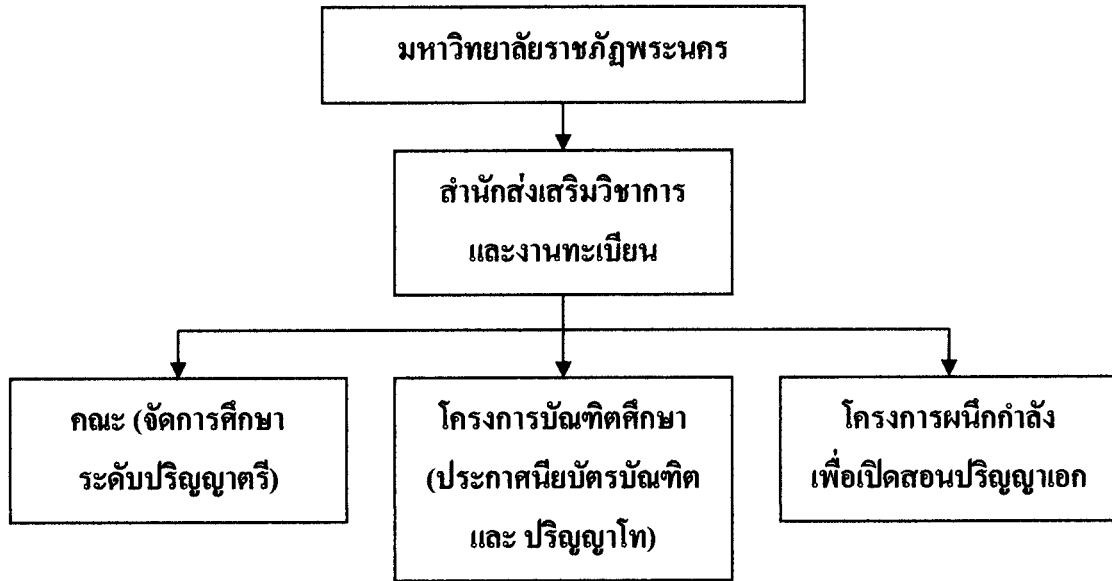 มหาวิทยาลัยราชภัฏพระนคร
สำนักส่งเสริมวิชาการ
และงานทะเบียน
คณะ (จัดการศึกษา
ระดับปริญญาตรี)
โครงการบัณฑิตศึกษา
(ประกาศนียบัตรบัณฑิต
และ ปริญญาโท)
โครงการผนึกกำลัง
เพื่อเปิดสอนปริญญาเอก